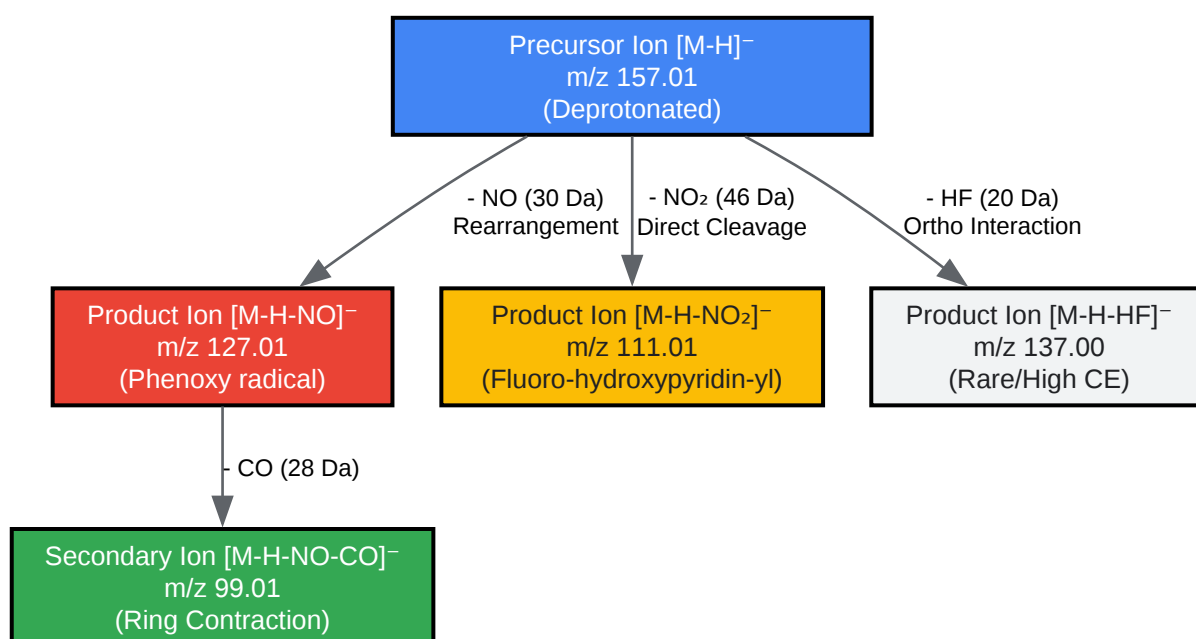 Precursor Ion [M-H]⁻
m/z 157.01
(Deprotonated)
- NO (30 Da)
Rearrangement
- NO₂ (46 Da)
Direct Cleavage
- HF (20 Da)
Ortho Interaction
Product Ion [M-H-NO]⁻
m/z 127.01
(Phenoxy radical)
Product Ion [M-H-NO₂]⁻
m/z 111.01
(Fluoro-hydroxypyridin-yl)
Product Ion [M-H-HF]⁻
m/z 137.00
(Rare/High CE)
- CO (28 Da)
Secondary Ion [M-H-NO-CO]⁻
m/z 99.01
(Ring Contraction)